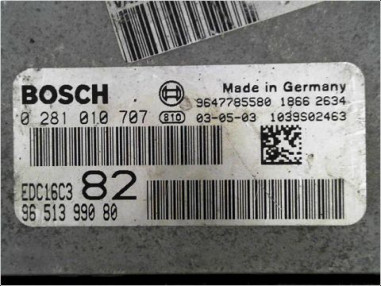 BOSCH Made in Germany
9647785580 1866 2634
0 281 010 707 810 03-05-03 1039S02463
EDC16C3 82
96 513 990 80